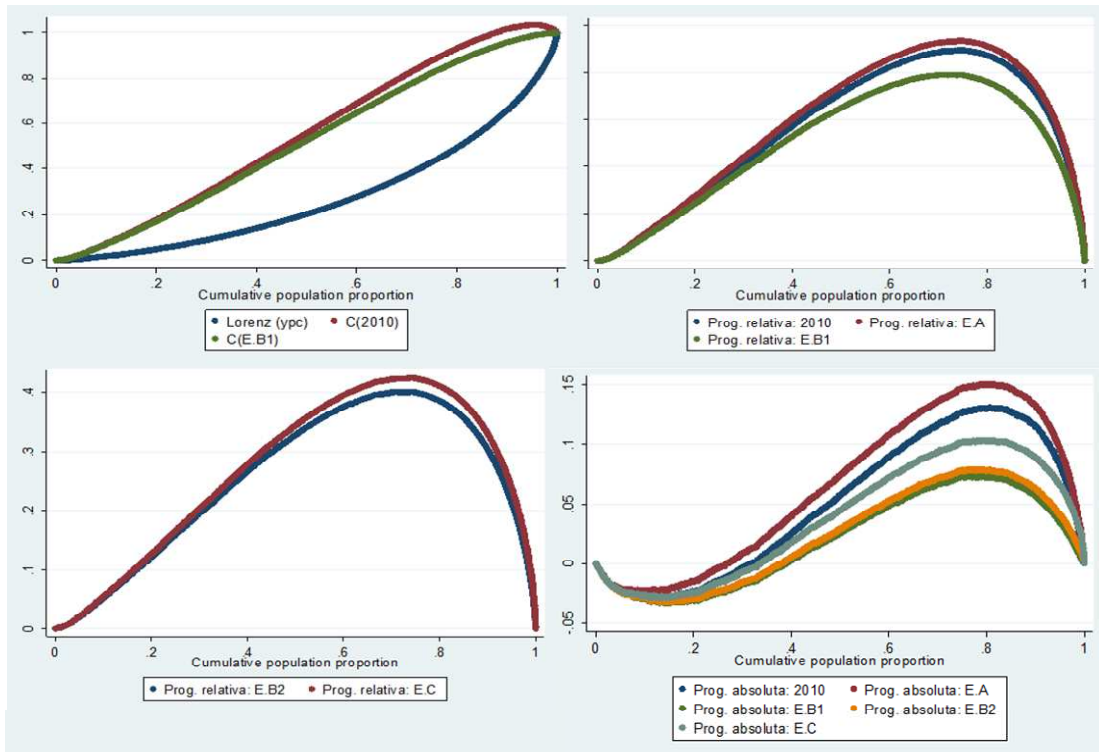 1
.8
.6
.4
.2
0
0 .2 .4 .6 .8 1
Cumulative population proportion
Lorenz (ypc) C(2010)
C(E.B1)
0 .2 .4 .6 .8 1
Cumulative population proportion
Prog. relativa: 2010 Prog. relativa: E.A
Prog. relativa: E.B1
.4
.3
.2
.1
0
0 .2 .4 .6 .8 1
Cumulative population proportion
Prog. relativa: E.B2 Prog. relativa: E.C
.15
.1
.05
0
-.05
0 .2 .4 .6 .8 1
Cumulative population proportion
Prog. absoluta: 2010 Prog. absoluta: E.A
Prog. absoluta: E.B1 Prog. absoluta: E.B2
Prog. absoluta: E.C